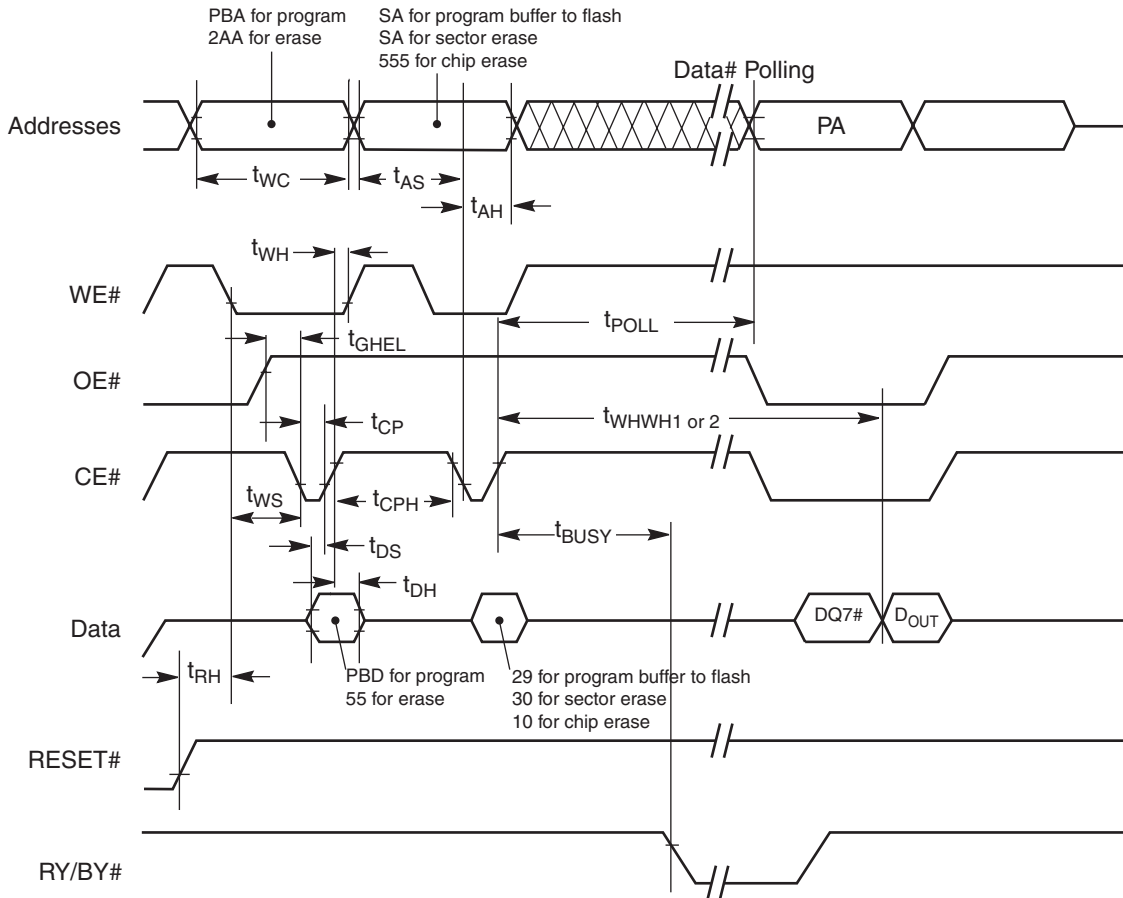 PBA for program
2AA for erase
SA for program buffer to flash
SA for sector erase
555 for chip erase
Data# Polling
Addresses
PA
tWC
tAS
tAH
tWH
WE#
tPOLL
tGHEL
OE#
tWHWH1 or 2
tCP
CE#
tWS
tCPH
tBUSY
tDS
tDH
Data
DQ7#
DOUT
tRH
PBD for program
55 for erase
29 for program buffer to flash
30 for sector erase
10 for chip erase
RESET#
RY/BY#